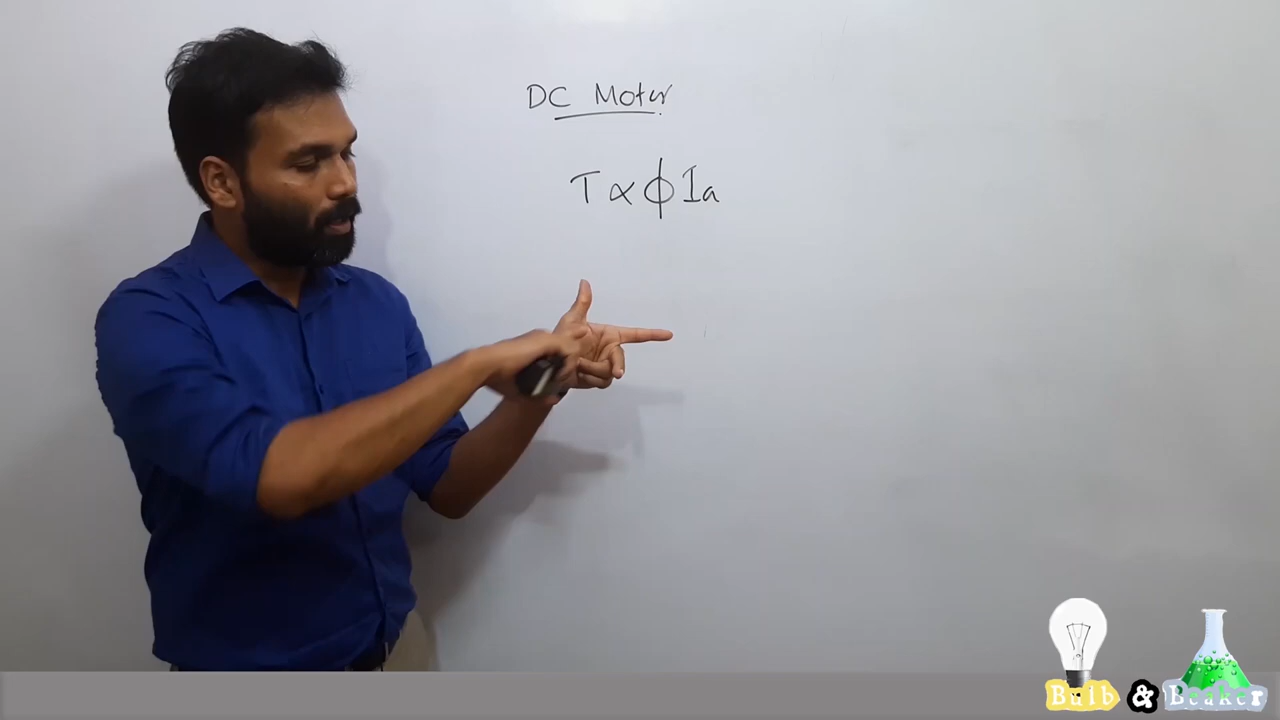 DC Motor
T ∝ ϕ Ia
Bulb & Beaker